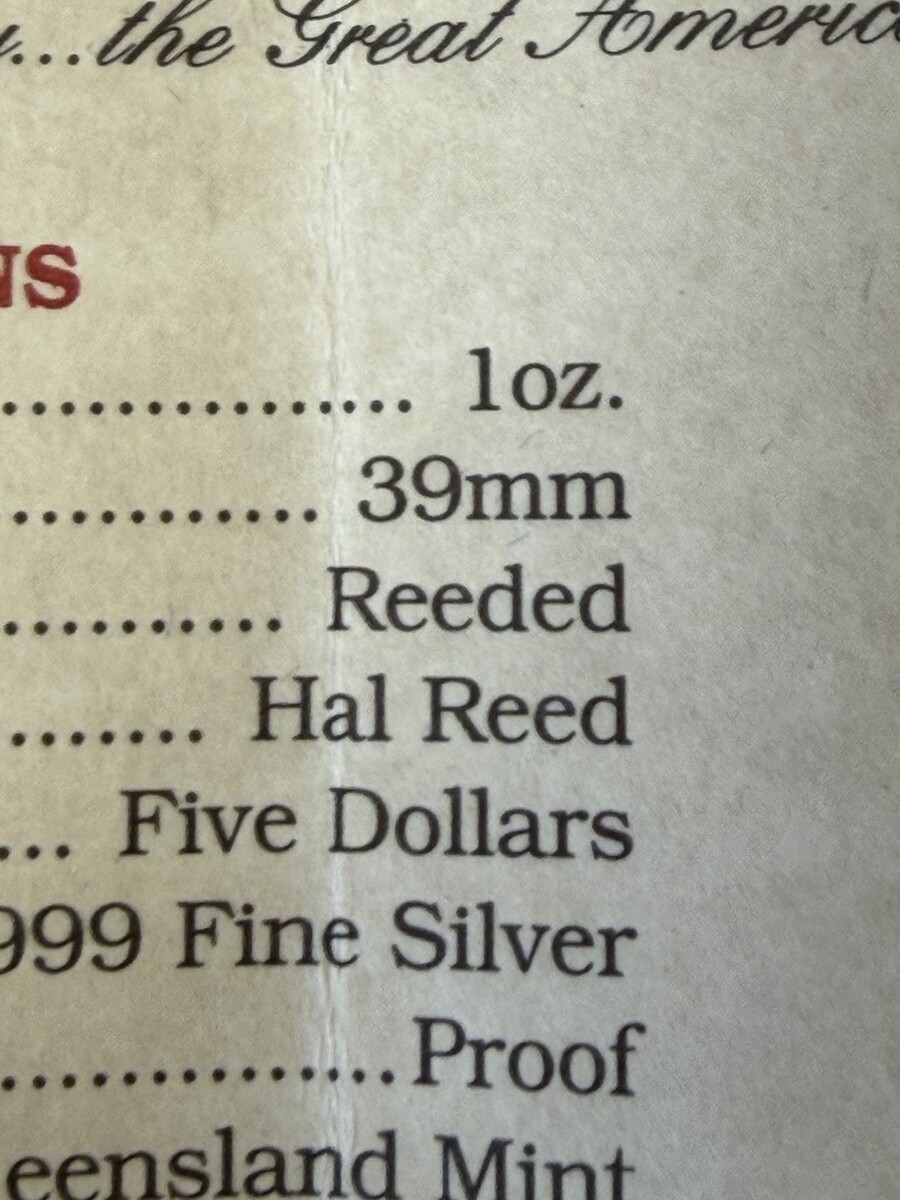 ...the Great Americ
NS
............... 1oz.
........... 39mm
.......... Reeded
....... Hal Reed
... Five Dollars
999 Fine Silver
..............Proof
eensland Mint